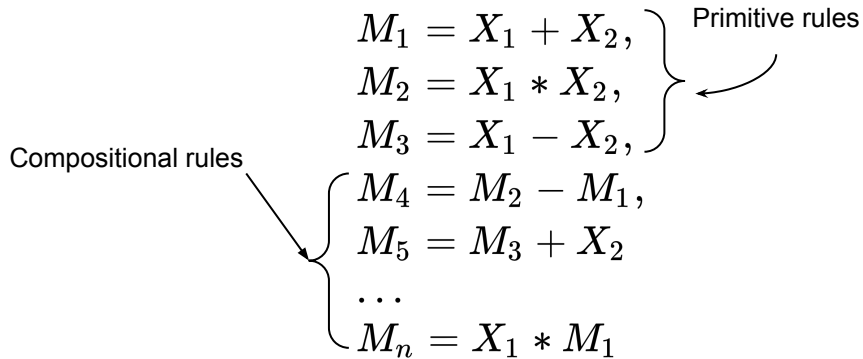 M₁ = X₁ + X₂,
Primitive rules
M₂ = X₁ * X₂,
M₃ = X₁ − X₂,
Compositional rules
M₄ = M₂ − M₁,
M₅ = M₃ + X₂
...
Mₙ = X₁ * M₁